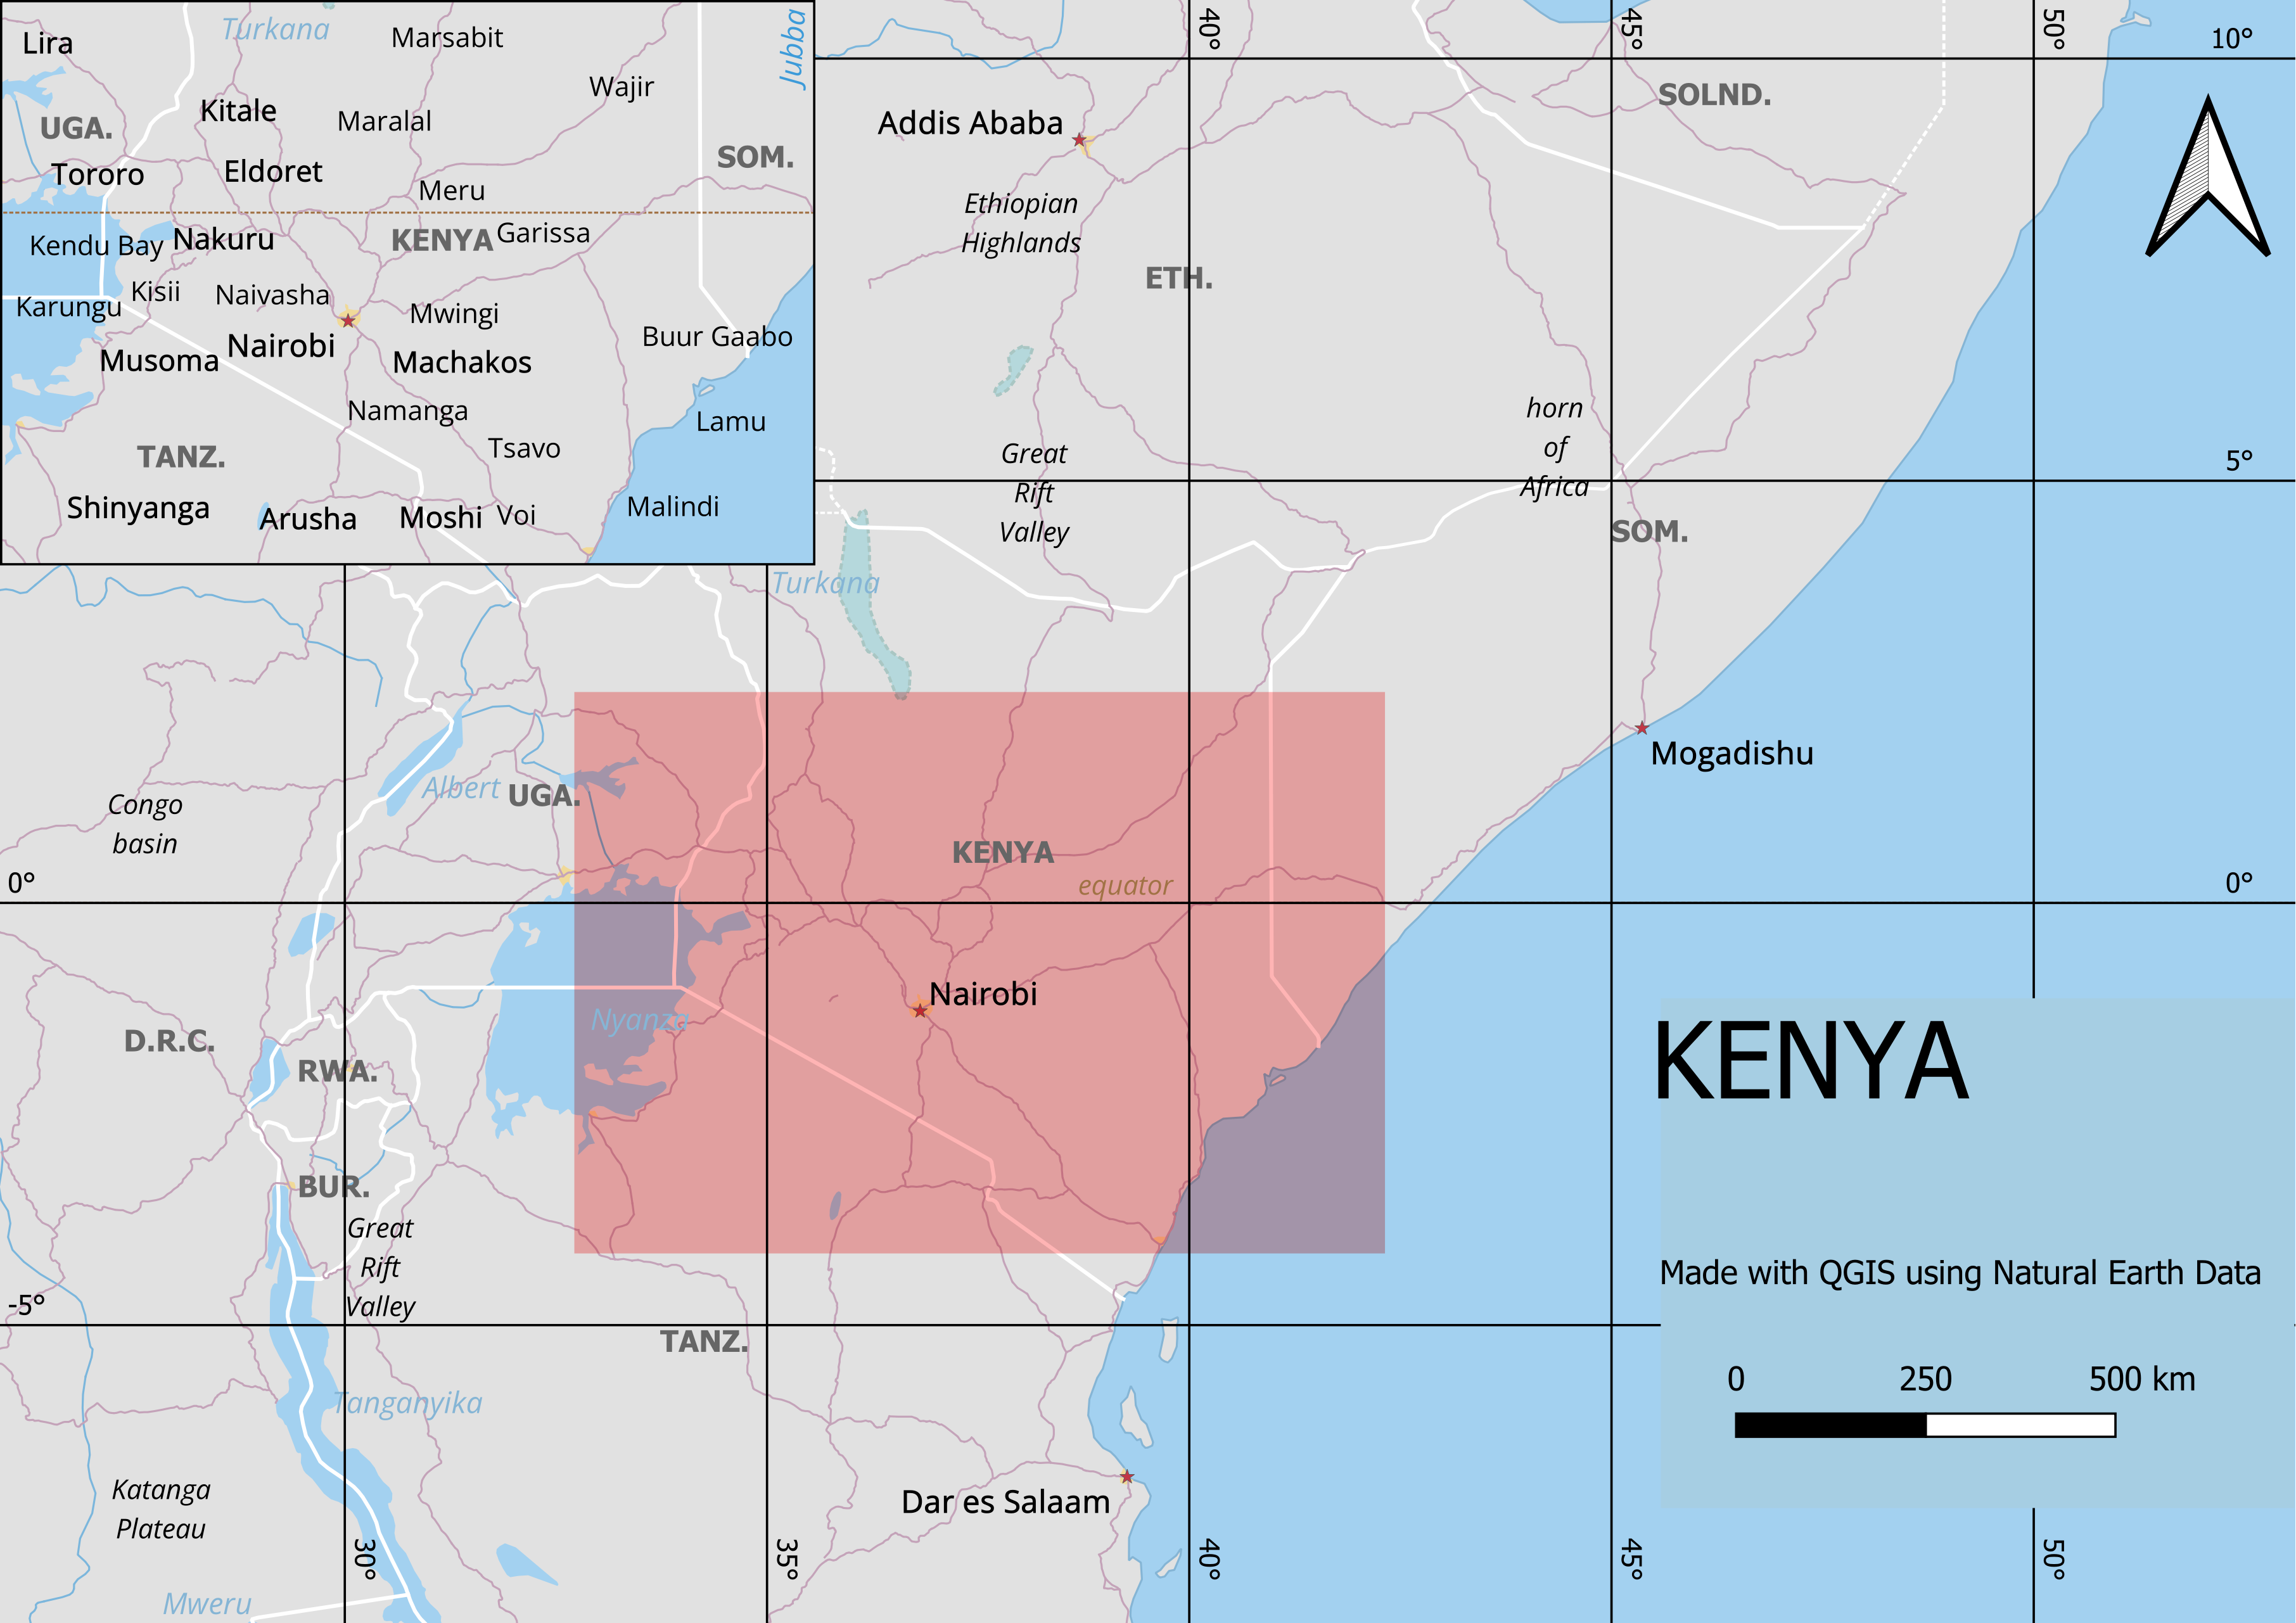 Lira
Turkana
Marsabit
Jubba
Wajir
Kitale
Maralal
UGA.
SOM.
Tororo
Eldoret
Meru
Kendu Bay
Nakuru
KENYA
Garissa
Karungu
Kisii
Naivasha
Mwingi
Buur Gaabo
Musoma
Nairobi
Machakos
Namanga
Lamu
TANZ.
Tsavo
Shinyanga
Arusha
Moshi
Voi
Malindi
40°
45°
50°
10°
SOLND.
Addis Ababa
Ethiopian
Highlands
ETH.
horn
of
Africa
Great
Rift
Valley
5°
SOM.
Turkana
Mogadishu
Albert
UGA.
Congo
basin
KENYA
equator
0°
0°
Nairobi
Nyanza
D.R.C.
RWA.
KENYA
BUR.
Great
Rift
Valley
Made with QGIS using Natural Earth Data
-5°
TANZ.
0
250
500 km
Tanganyika
Katanga
Plateau
Dar es Salaam
30°
35°
40°
45°
50°
Mweru